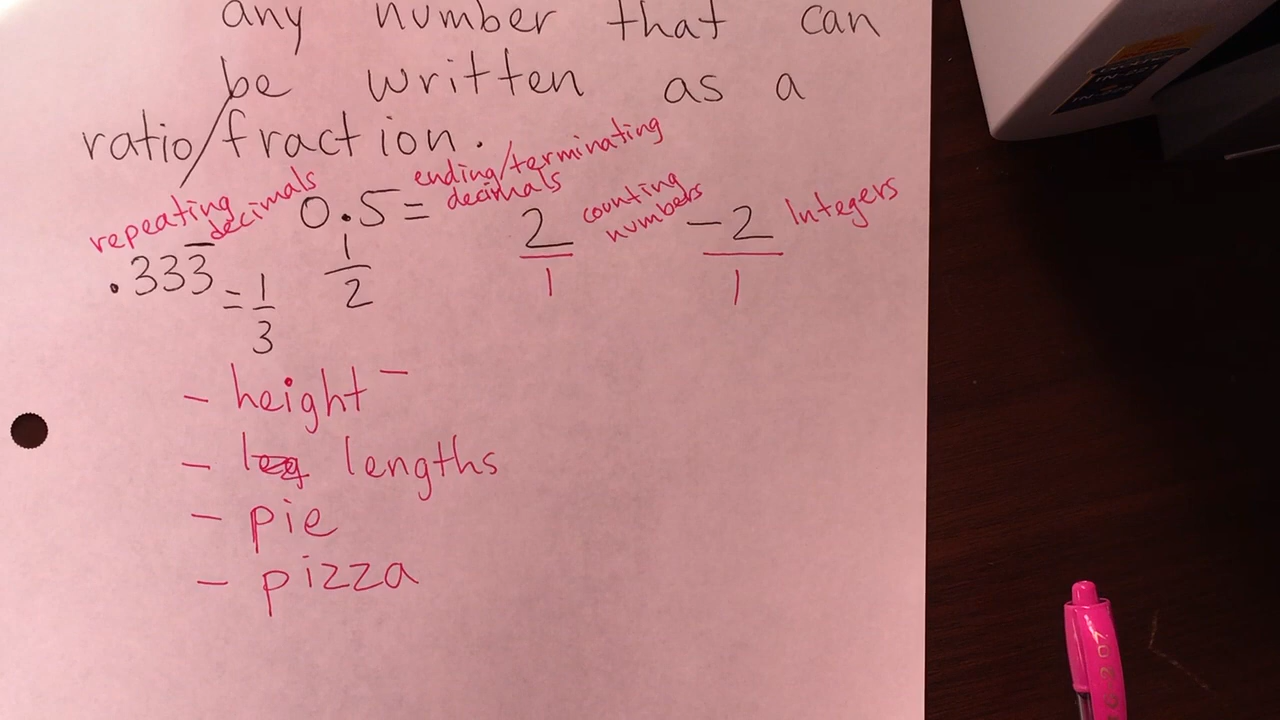 any number that can
be written as a
ratio/fraction.
repeating decimals
.333̅ = 1/3
0.5 = 1/2
ending/terminating decimals
2/1
counting numbers
-2/1
Integers
- height -
- leg lengths
- pie
- pizza